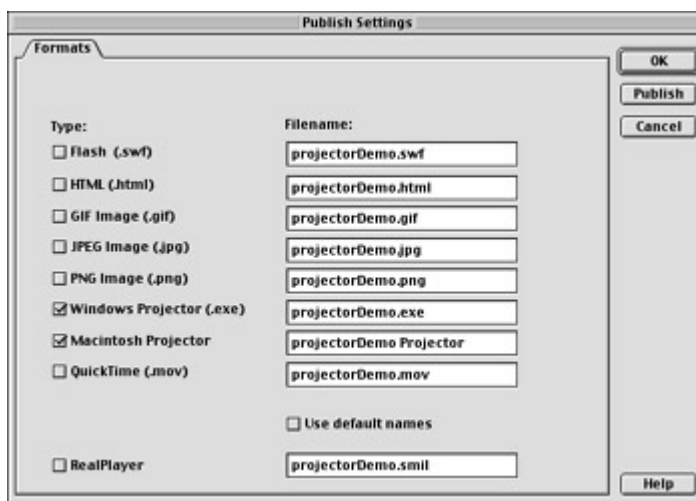 Publish Settings
Formats
OK
Publish
Cancel
Type: Filename:
Flash (.swf) projectorDemo.swf
HTML (.html) projectorDemo.html
GIF Image (.gif) projectorDemo.gif
JPEG Image (.jpg) projectorDemo.jpg
PNG Image (.png) projectorDemo.png
Windows Projector (.exe) projectorDemo.exe
Macintosh Projector projectorDemo Projector
QuickTime (.mov) projectorDemo.mov
Use default names
RealPlayer projectorDemo.smil
Help